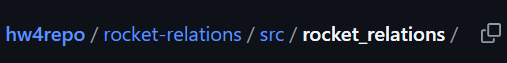 hw4repo / rocket-relations / src / rocket_relations /